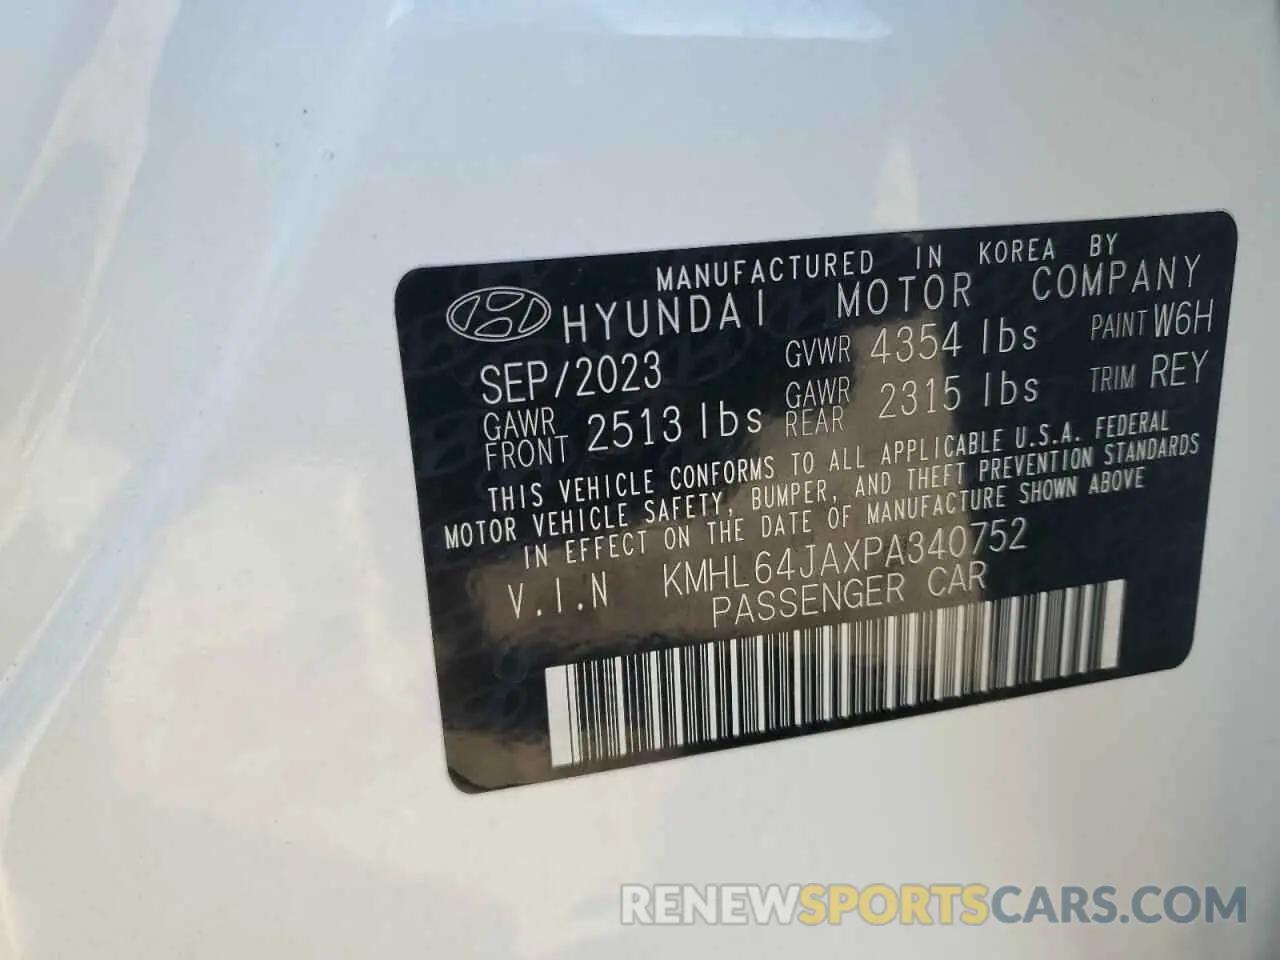 MANUFACTURED IN KOREA BY
HYUNDAI MOTOR COMPANY
SEP/2023 GVWR 4354 lbs PAINT W6H
GAWR FRONT 2513 lbs GAWR REAR 2315 lbs TRIM REY
THIS VEHICLE CONFORMS TO ALL APPLICABLE U.S.A. FEDERAL
MOTOR VEHICLE SAFETY, BUMPER, AND THEFT PREVENTION STANDARDS
IN EFFECT ON THE DATE OF MANUFACTURE SHOWN ABOVE
V.I.N KMHL64JAXPA340752
PASSENGER CAR
RENEWSPORTSCARS.COM